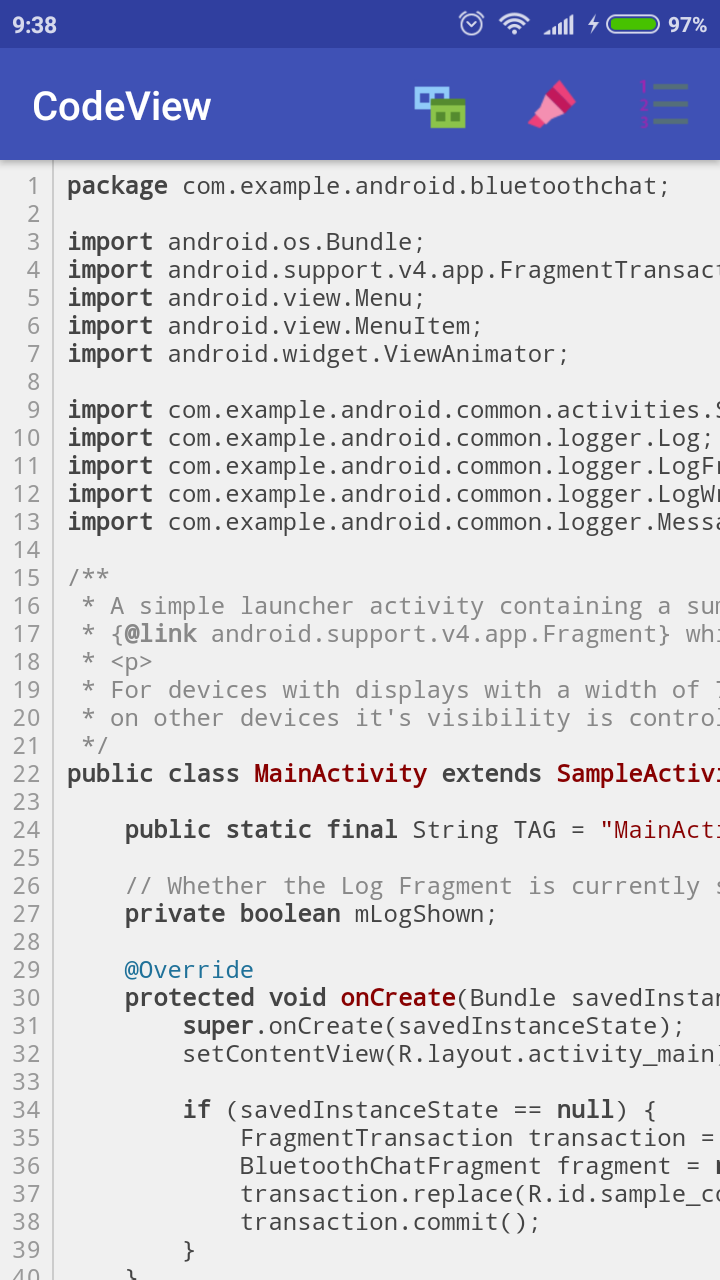 9:38 97%
CodeView
1 package com.example.android.bluetoothchat;
2
3 import android.os.Bundle;
4 import android.support.v4.app.FragmentTransact
5 import android.view.Menu;
6 import android.view.MenuItem;
7 import android.widget.ViewAnimator;
8
9 import com.example.android.common.activities.S
10 import com.example.android.common.logger.Log;
11 import com.example.android.common.logger.LogFr
12 import com.example.android.common.logger.LogWr
13 import com.example.android.common.logger.Messa
14
15 /**
16  * A simple launcher activity containing a sum
17  * {@link android.support.v4.app.Fragment} whi
18  * <p>
19  * For devices with displays with a width of 7
20  * on other devices it's visibility is control
21  */
22 public class MainActivity extends SampleActivi
23
24     public static final String TAG = "MainActi
25
26     // Whether the Log Fragment is currently s
27     private boolean mLogShown;
28
29     @Override
30     protected void onCreate(Bundle savedInstan
31         super.onCreate(savedInstanceState);
32         setContentView(R.layout.activity_main)
33
34         if (savedInstanceState == null) {
35             FragmentTransaction transaction =
36             BluetoothChatFragment fragment = n
37             transaction.replace(R.id.sample_co
38             transaction.commit();
39         }
40     }